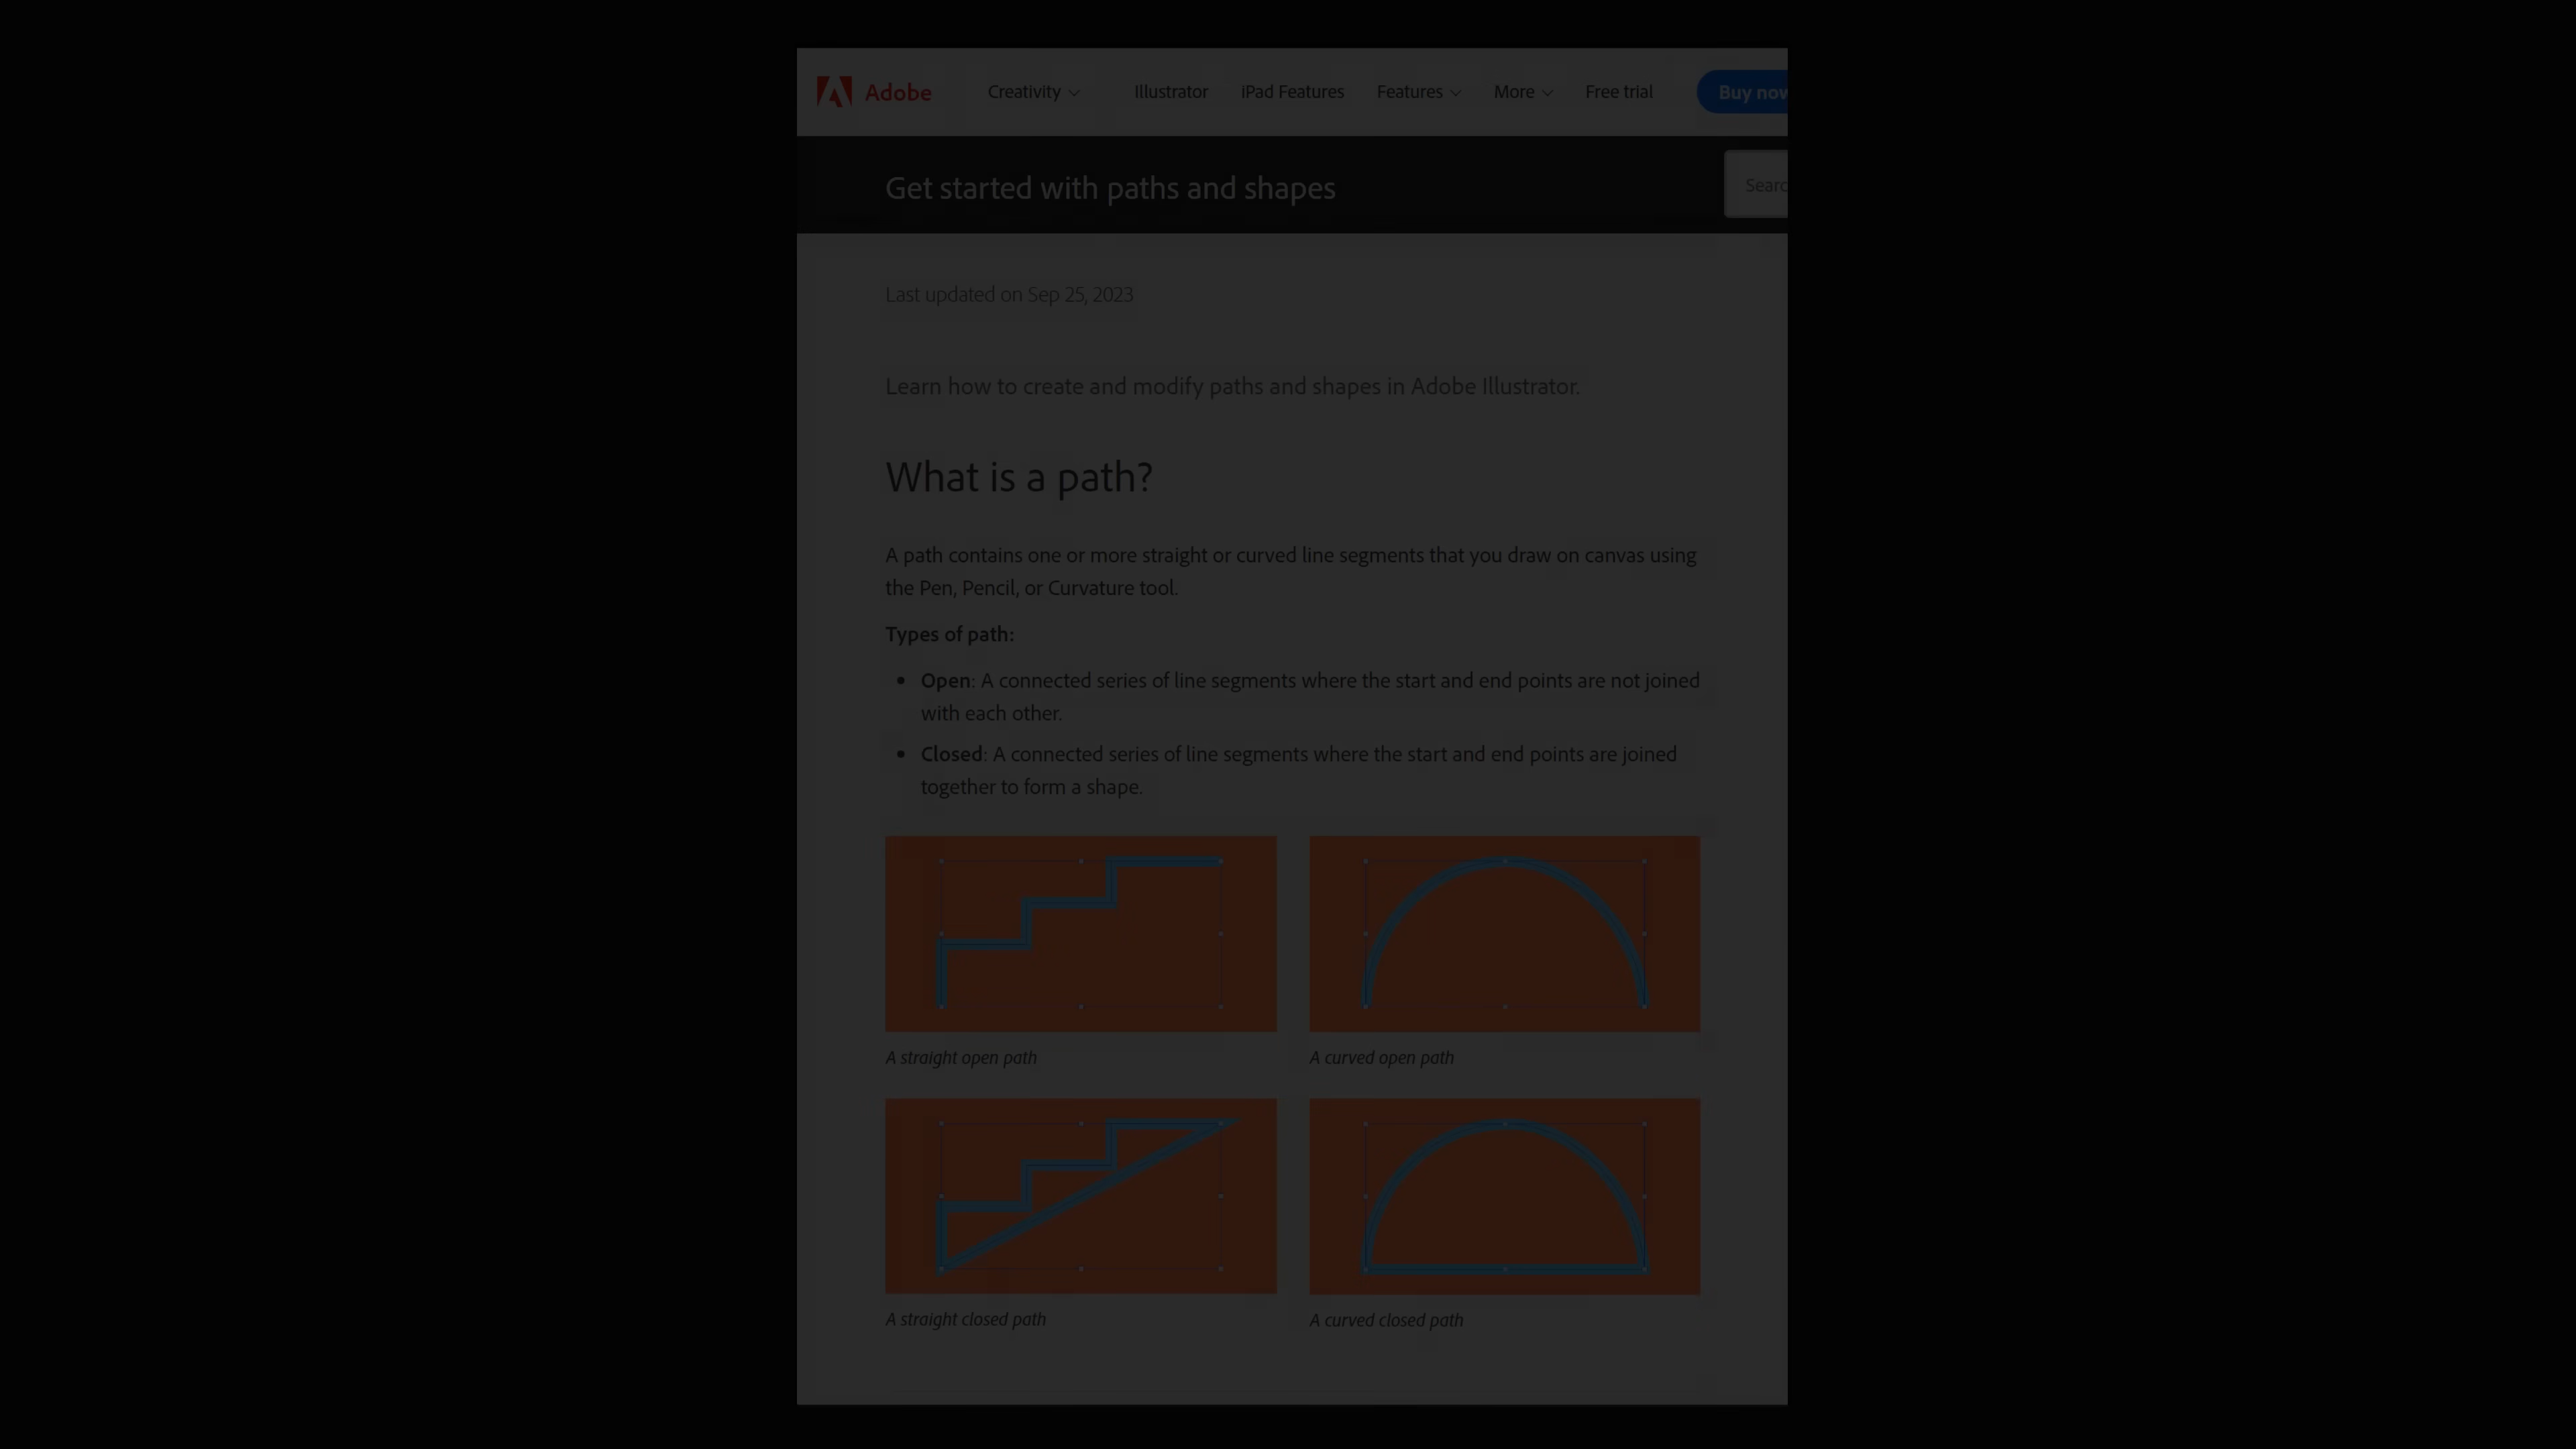 Adobe
Creativity
Illustrator
iPad Features
Features
More
Free trial
Buy now
Get started with paths and shapes
Searc
Last updated on Sep 25, 2023
Learn how to create and modify paths and shapes in Adobe Illustrator.
What is a path?
A path contains one or more straight or curved line segments that you draw on canvas using
the Pen, Pencil, or Curvature tool.
Types of path:
• Open: A connected series of line segments where the start and end points are not joined
with each other.
• Closed: A connected series of line segments where the start and end points are joined
together to form a shape.
A straight open path
A curved open path
A straight closed path
A curved closed path